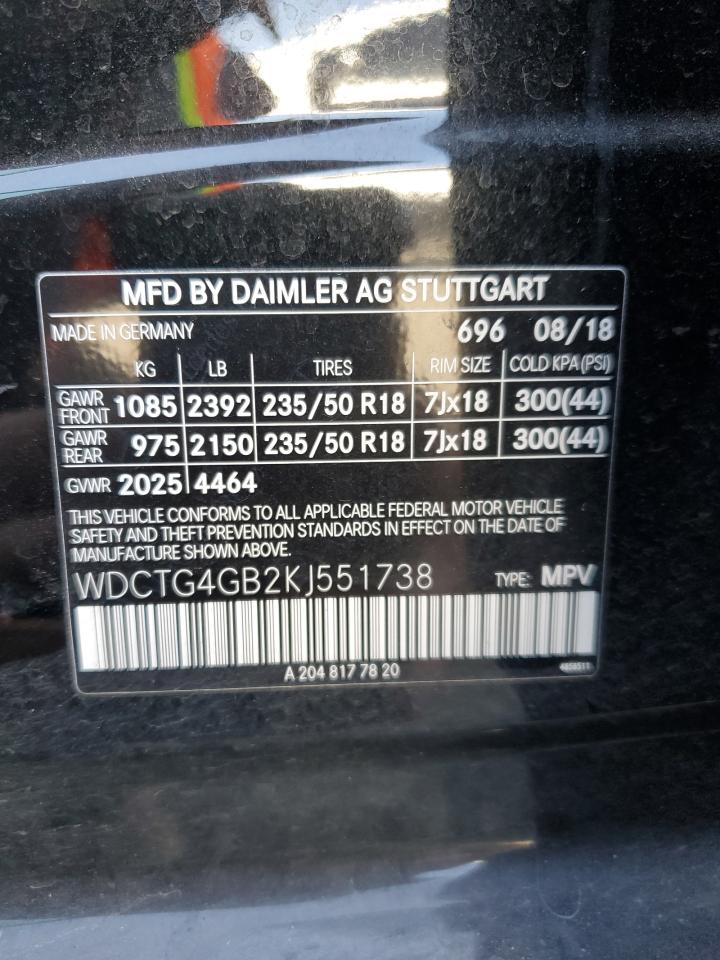 MFD BY DAIMLER AG STUTTGART
MADE IN GERMANY 696 08/18
KG LB TIRES RIM SIZE COLD KPA (PSI)
GAWR FRONT 1085 2392 235/50 R18 7Jx18 300(44)
GAWR REAR 975 2150 235/50 R18 7Jx18 300(44)
GVWR 2025 4464
THIS VEHICLE CONFORMS TO ALL APPLICABLE FEDERAL MOTOR VEHICLE
SAFETY AND THEFT PREVENTION STANDARDS IN EFFECT ON THE DATE OF
MANUFACTURE SHOWN ABOVE.
WDCTG4GB2KJ551738 TYPE: MPV
A 204 817 78 20 4858511